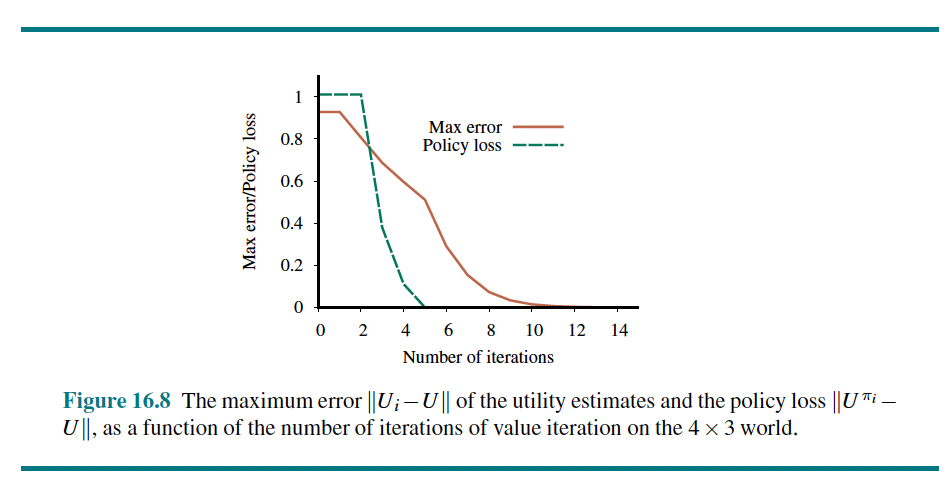 1
0.8
0.6
0.4
0.2
0
Max error/Policy loss
Max error
Policy loss
0 2 4 6 8 10 12 14
Number of iterations
Figure 16.8 The maximum error ||U_i − U|| of the utility estimates and the policy loss ||U^{π_i} −
U||, as a function of the number of iterations of value iteration on the 4 × 3 world.